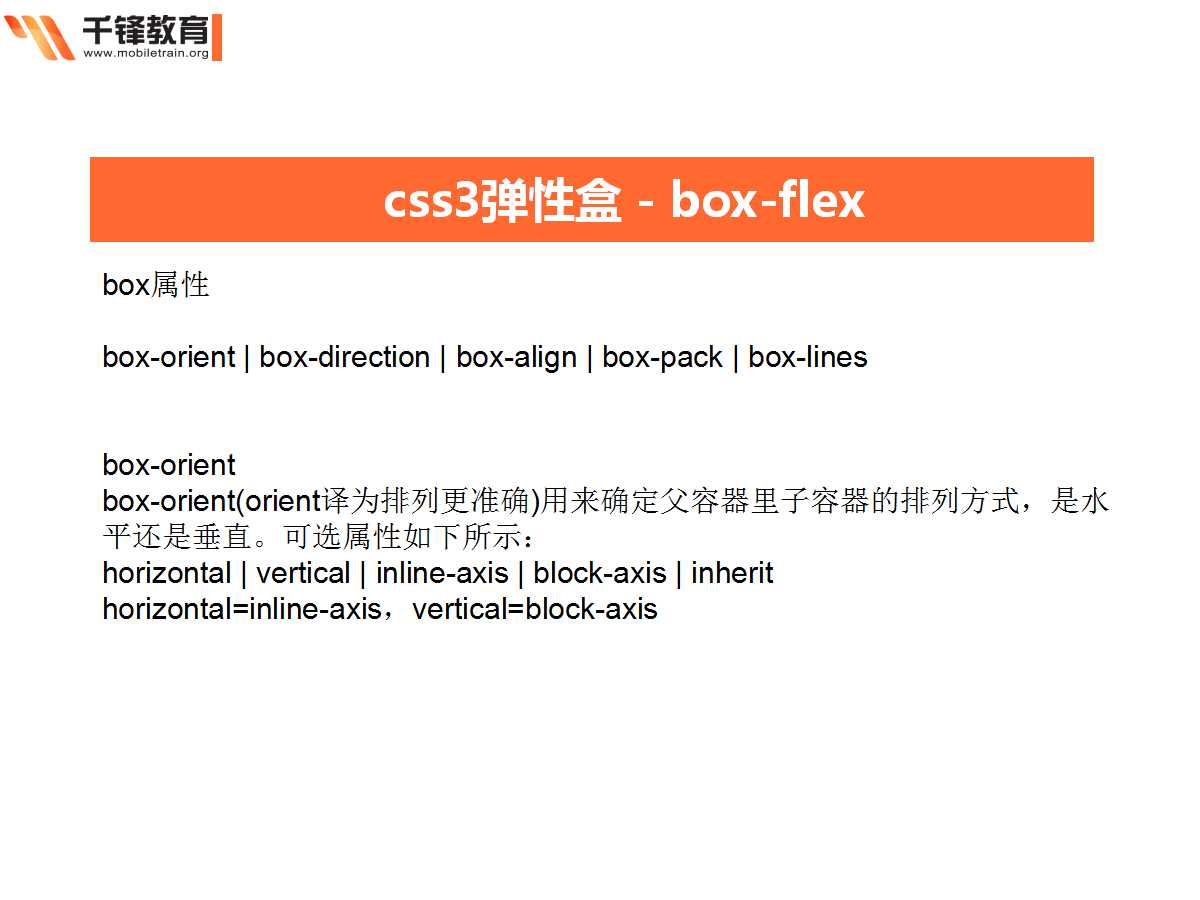 千锋教育
www.mobiletrain.org
css3弹性盒 - box-flex
box属性
box-orient | box-direction | box-align | box-pack | box-lines
box-orient
box-orient(orient译为排列更准确)用来确定父容器里子容器的排列方式，是水
平还是垂直。可选属性如下所示：
horizontal | vertical | inline-axis | block-axis | inherit
horizontal=inline-axis，vertical=block-axis